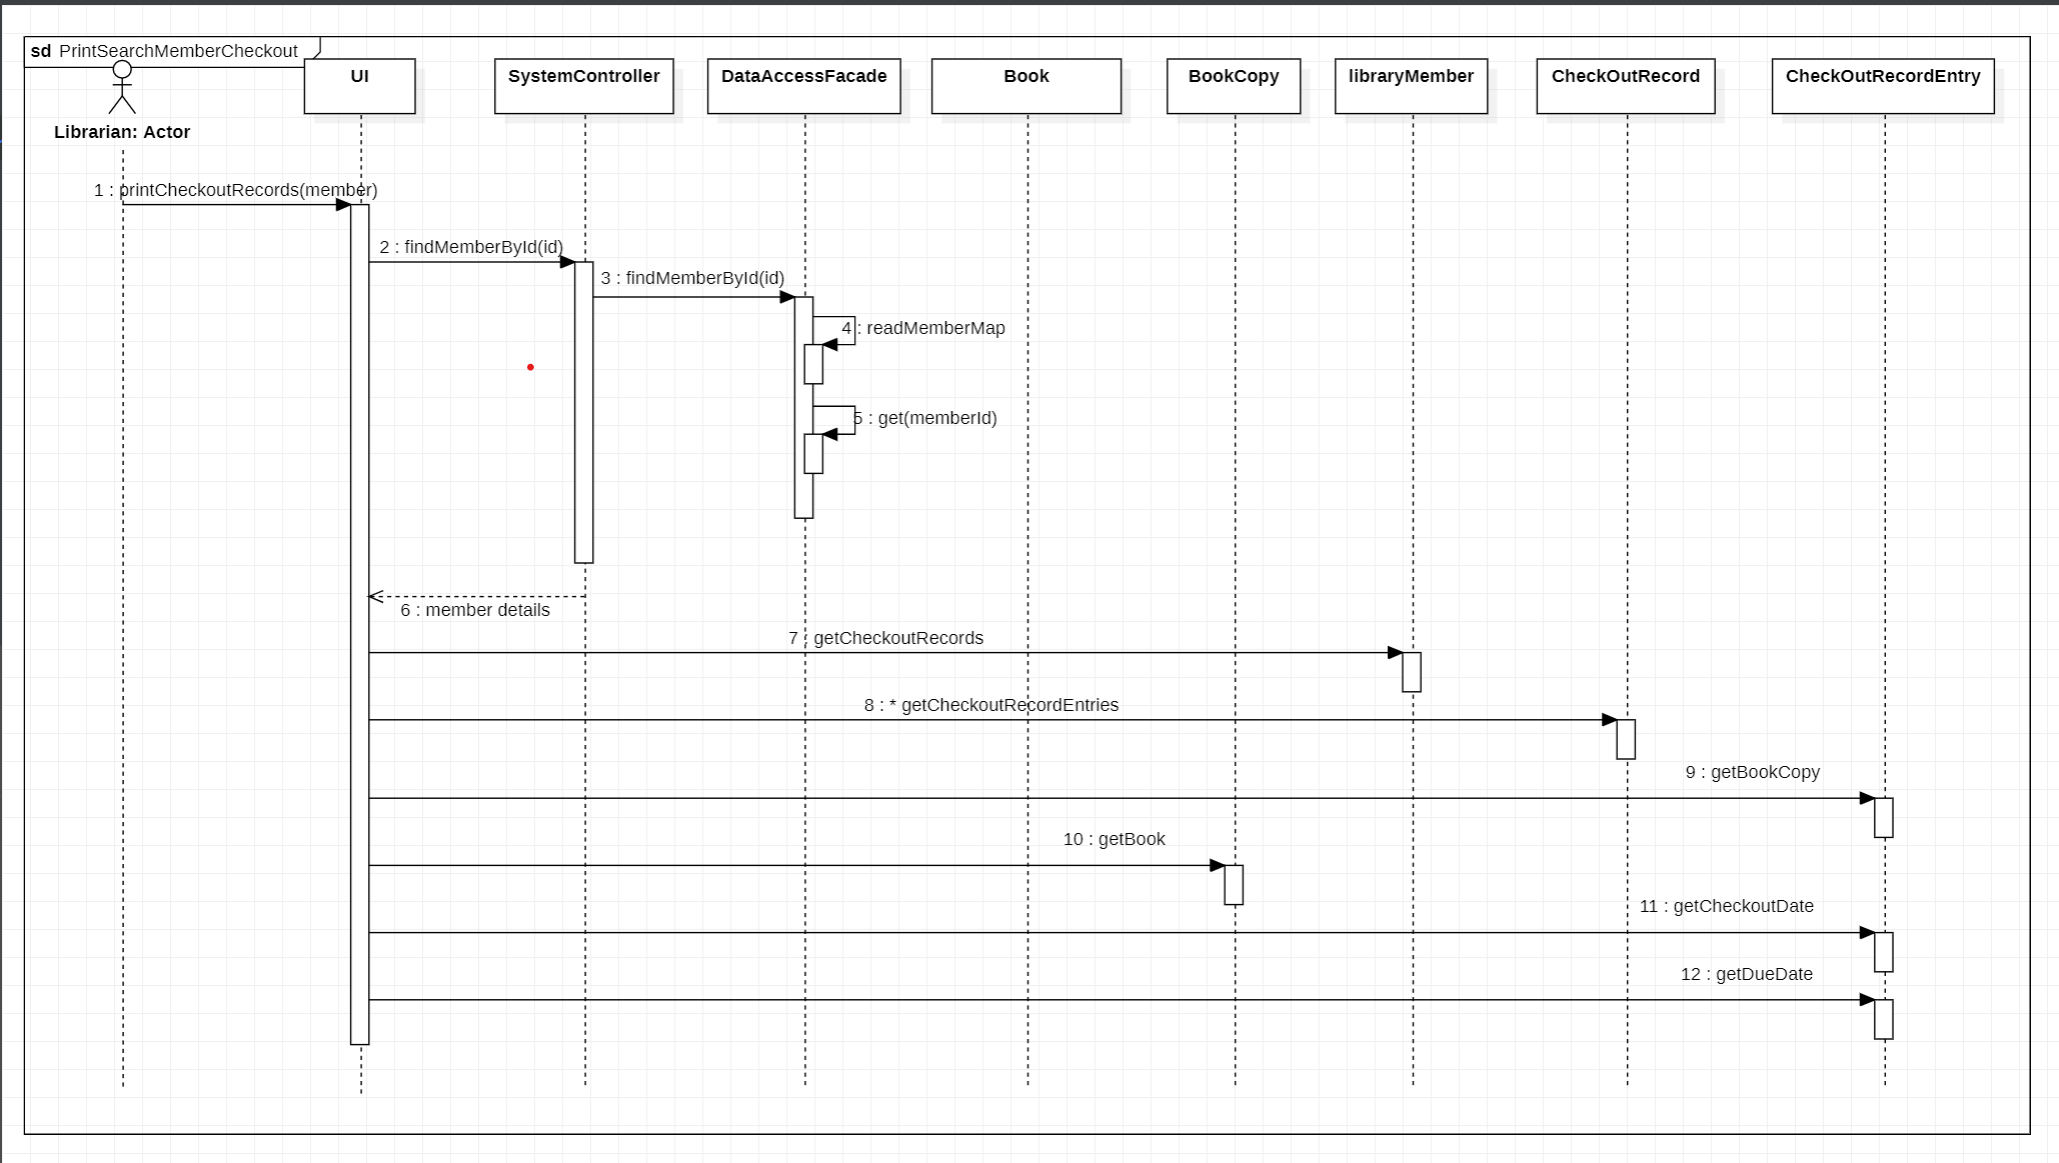 sd PrintSearchMemberCheckout
UI
SystemController
DataAccessFacade
Book
BookCopy
libraryMember
CheckOutRecord
CheckOutRecordEntry
Librarian: Actor
1 : printCheckoutRecords(member)
2 : findMemberById(id)
3 : findMemberById(id)
4 : readMemberMap
5 : get(memberId)
6 : member details
7 : getCheckoutRecords
8 : * getCheckoutRecordEntries
9 : getBookCopy
10 : getBook
11 : getCheckoutDate
12 : getDueDate